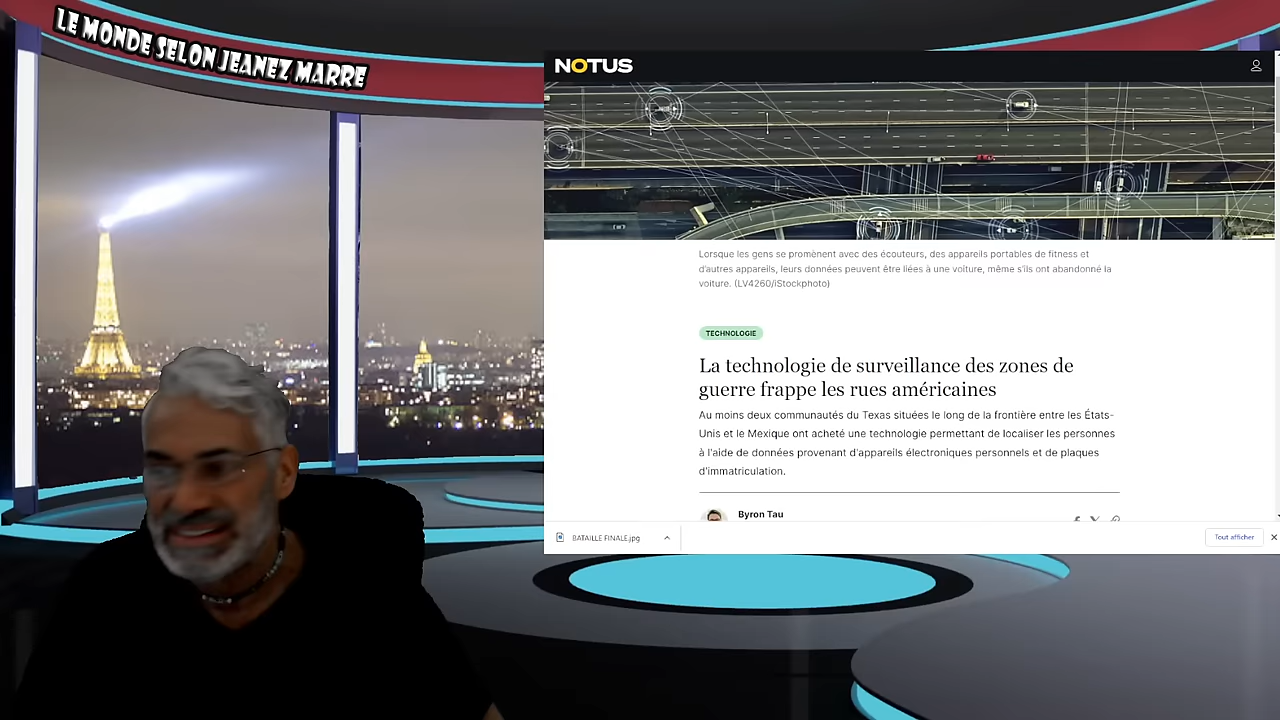 LE MONDE SELON JEANEZ MARRE
NOTUS
Lorsque les gens se promènent avec des écouteurs, des appareils portables de fitness et
d'autres appareils, leurs données peuvent être liées à une voiture, même s'ils ont abandonné la
voiture. (LV4260/iStockphoto)
TECHNOLOGIE
La technologie de surveillance des zones de
guerre frappe les rues américaines
Au moins deux communautés du Texas situées le long de la frontière entre les États-
Unis et le Mexique ont acheté une technologie permettant de localiser les personnes
à l'aide de données provenant d'appareils électroniques personnels et de plaques
d'immatriculation.
Byron Tau
BATAILLE FINALE.jpg
Tout afficher